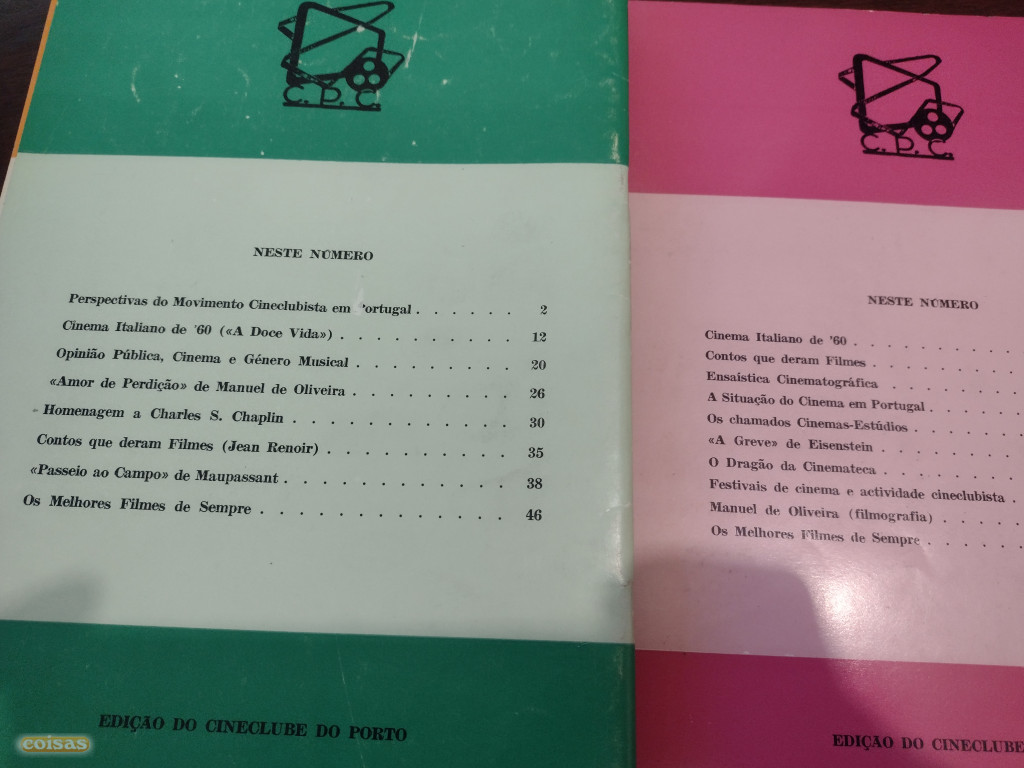 C. P. C.
NESTE NÚMERO
Perspectivas do Movimento Cineclubista em Portugal . . . . . . 2
Cinema Italiano de '60 («A Doce Vida») . . . . . . . . . . 12
Opinião Pública, Cinema e Género Musical . . . . . . . . . 20
«Amor de Perdição» de Manuel de Oliveira . . . . . . . . . 26
Homenagem a Charles S. Chaplin . . . . . . . . . . . . 30
Contos que deram Filmes (Jean Renoir) . . . . . . . . . . 35
«Passeio ao Campo» de Maupassant . . . . . . . . . . . . 38
Os Melhores Filmes de Sempre . . . . . . . . . . . . . 46
EDIÇÃO DO CINECLUBE DO PORTO
coisas
C. P. C.
NESTE NÚMERO
Cinema Italiano de '60 . . . . . . . . . .
Contos que deram Filmes . . . . . . . . .
Ensaística Cinematográfica . . . . . . . .
A Situação do Cinema em Portugal . . . . . .
Os chamados Cinemas-Estúdios . . . . . . .
«A Greve» de Eisenstein . . . . . . . . .
O Dragão da Cinemateca . . . . . . . . .
Festivais de cinema e actividade cineclubista .
Manuel de Oliveira (filmografia) . . . . .
Os Melhores Filmes de Sempre . . . . . .
EDIÇÃO DO CINECLUBE